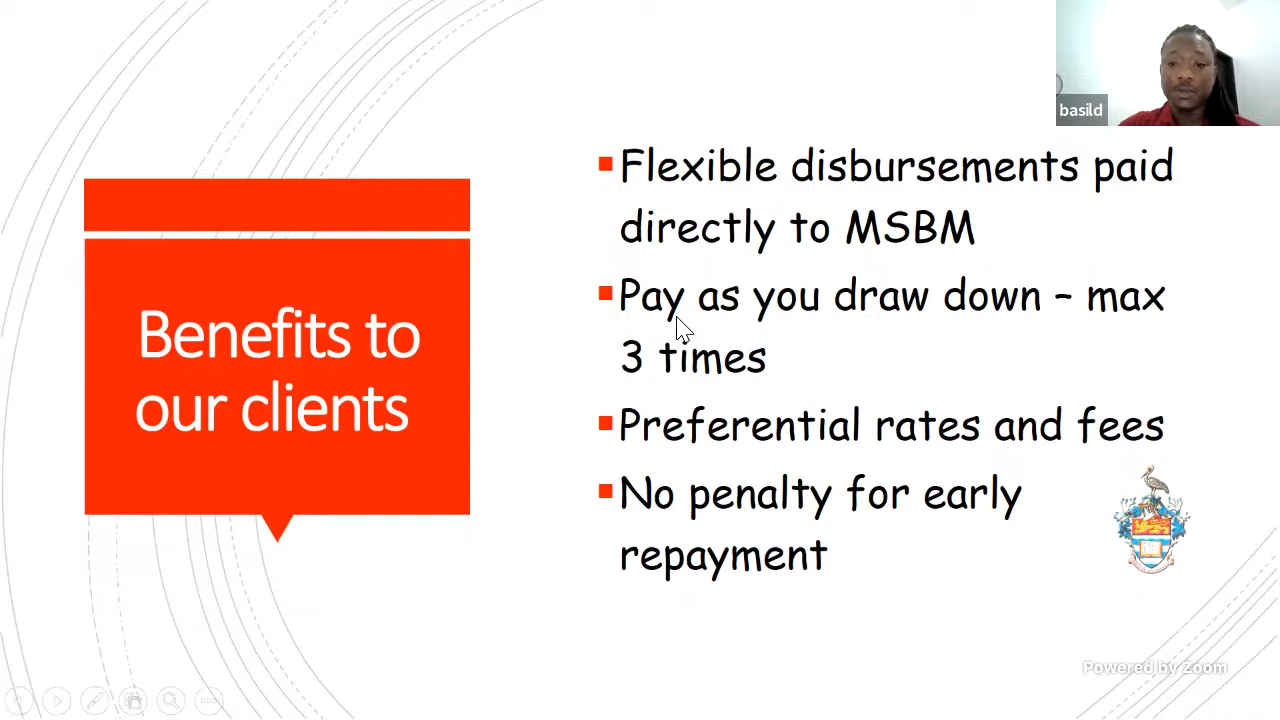 basild
Benefits to
our clients
Flexible disbursements paid
directly to MSBM
Pay as you draw down – max
3 times
Preferential rates and fees
No penalty for early
repayment
Powered by Zoom